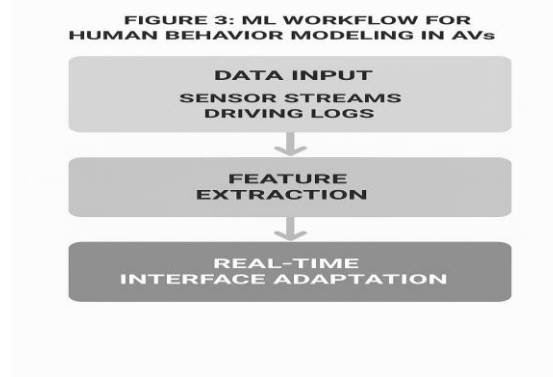 FIGURE 3: ML WORKFLOW FOR
HUMAN BEHAVIOR MODELING IN AVs
DATA INPUT
SENSOR STREAMS
DRIVING LOGS
FEATURE
EXTRACTION
REAL-TIME
INTERFACE ADAPTATION